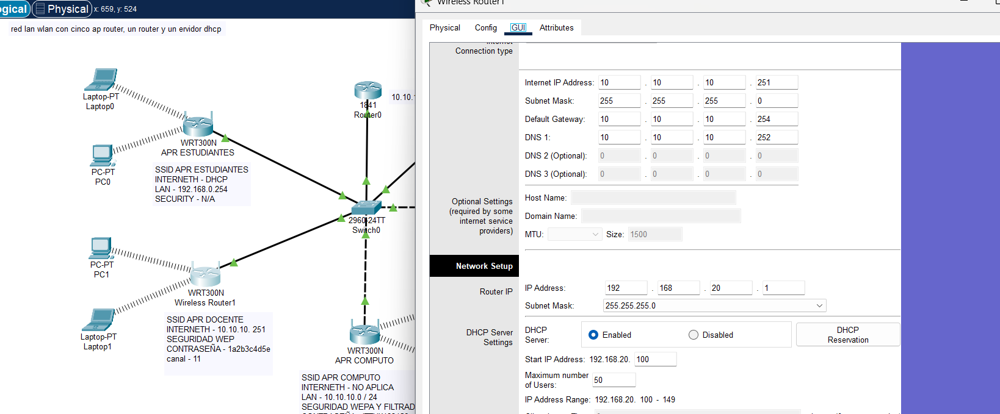 Physical x: 659, y: 524
red lan wlan con cinco ap router, un router y un ervidor dhcp
Laptop-PT
Laptop0
WRT300N
APR ESTUDIANTES
PC-PT
PC0
SSID APR ESTUDIANTES
INTERNETH - DHCP
LAN - 192.168.0.254
SECURITY - N/A
1841
Router0
10.10.
2960-24TT
Switch0
PC-PT
PC1
WRT300N
Wireless Router1
Laptop-PT
Laptop1
SSID APR DOCENTE
INTERNETH - 10.10.10. 251
SEGURIDAD WEP
CONTRASEÑA - 1a2b3c4d5e
canal - 11
WRT300N
APR COMPUTO
SSID APR COMPUTO
INTERNETH - NO APLICA
LAN - 10.10.10.0 / 24
SEGURIDAD WEPA Y FILTRAD
Wireless Router1
Physical Config GUI Attributes
Internet
Connection type
Internet IP Address: 10 . 10 . 10 . 251
Subnet Mask: 255 . 255 . 255 . 0
Default Gateway: 10 . 10 . 10 . 254
DNS 1: 10 . 10 . 10 . 252
DNS 2 (Optional): 0 . 0 . 0 . 0
DNS 3 (Optional): 0 . 0 . 0 . 0
Optional Settings
(required by some
internet service
providers)
Host Name:
Domain Name:
MTU: Size: 1500
Network Setup
Router IP
IP Address: 192 . 168 . 20 . 1
Subnet Mask: 255.255.255.0
DHCP Server
Settings
DHCP
Server:
Enabled Disabled
DHCP
Reservation
Start IP Address: 192.168.20. 100
Maximum number
of Users: 50
IP Address Range: 192.168.20. 100 - 149